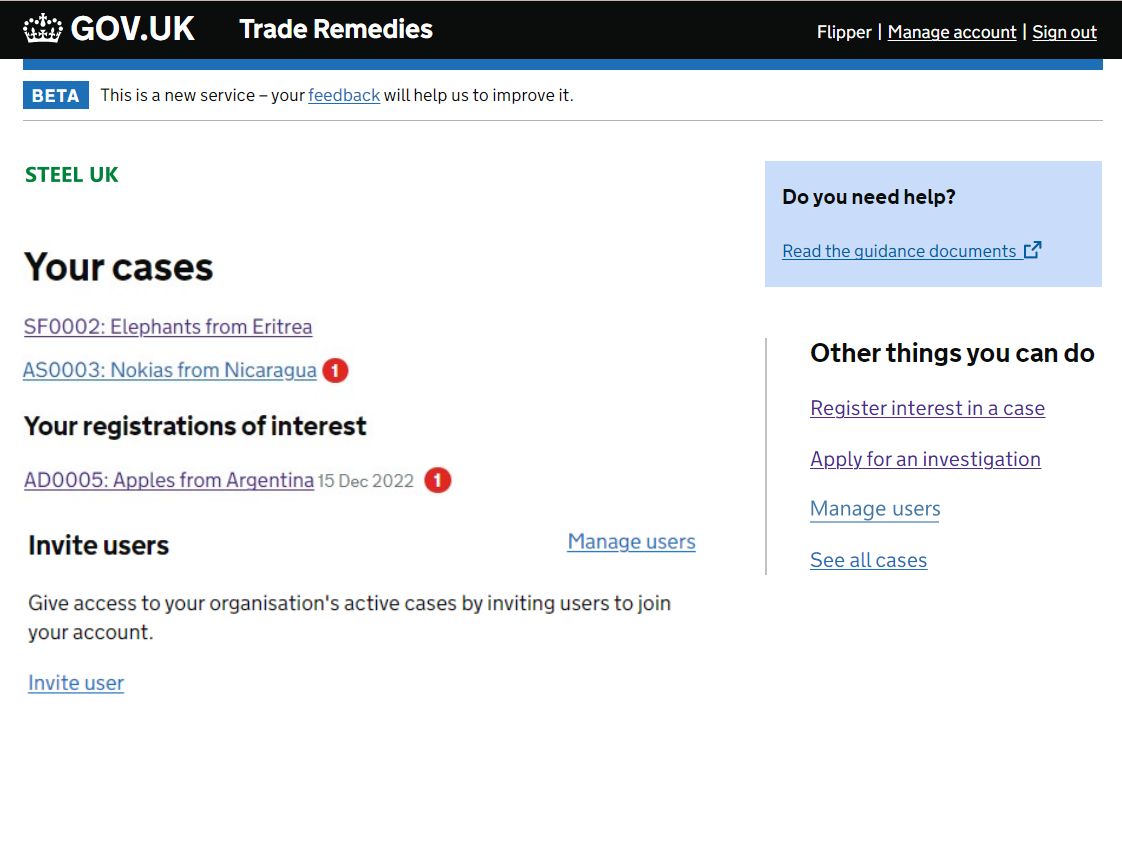 GOV.UK Trade Remedies Flipper | Manage account | Sign out
BETA This is a new service – your feedback will help us to improve it.
STEEL UK
Your cases
SF0002: Elephants from Eritrea
AS0003: Nokias from Nicaragua 1
Your registrations of interest
AD0005: Apples from Argentina 15 Dec 2022 1
Invite users Manage users
Give access to your organisation's active cases by inviting users to join
your account.
Invite user
Do you need help?
Read the guidance documents
Other things you can do
Register interest in a case
Apply for an investigation
Manage users
See all cases